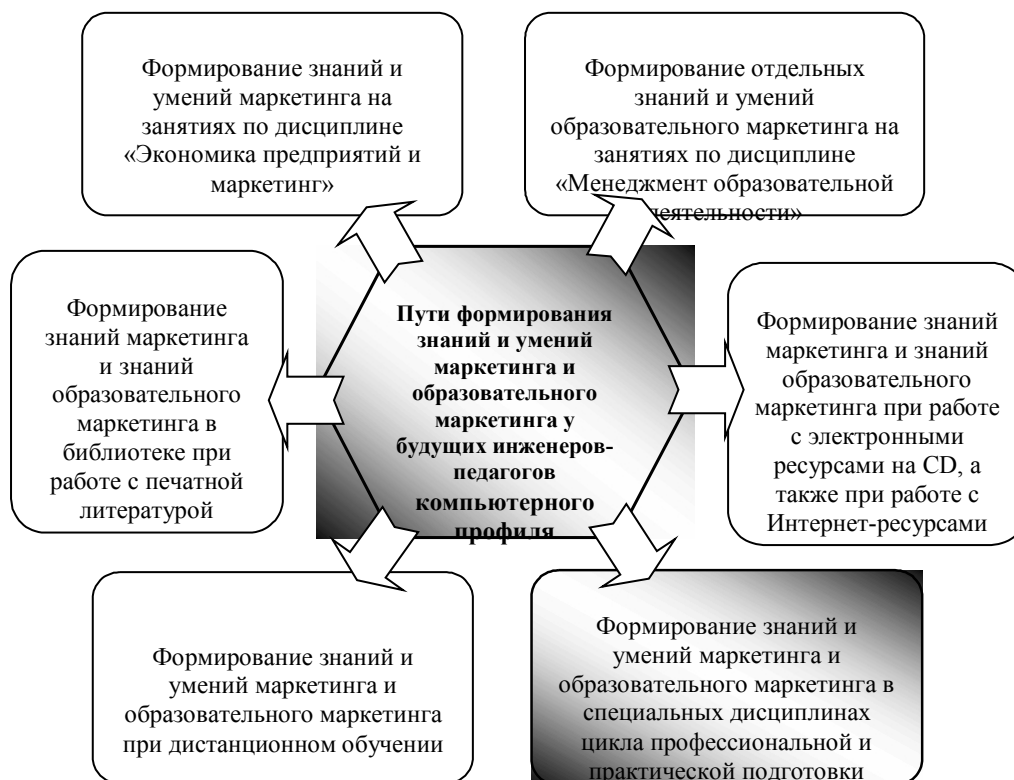 Формирование знаний и
умений маркетинга на
занятиях по дисциплине
«Экономика предприятий и
маркетинг»
Формирование отдельных
знаний и умений
образовательного маркетинга на
занятиях по дисциплине
«Менеджмент образовательной
деятельности»
Формирование
знаний маркетинга
и знаний
образовательного
маркетинга в
библиотеке при
работе с печатной
литературой
Пути формирования
знаний и умений
маркетинга и
образовательного
маркетинга у
будущих инженеров-
педагогов
компьютерного
профиля
Формирование знаний
маркетинга и знаний
образовательного
маркетинга при работе
с электронными
ресурсами на CD, а
также при работе с
Интернет-ресурсами
Формирование знаний и
умений маркетинга и
образовательного маркетинга
при дистанционном обучении
Формирование знаний и
умений маркетинга и
образовательного маркетинга в
специальных дисциплинах
цикла профессиональной и
практической подготовки